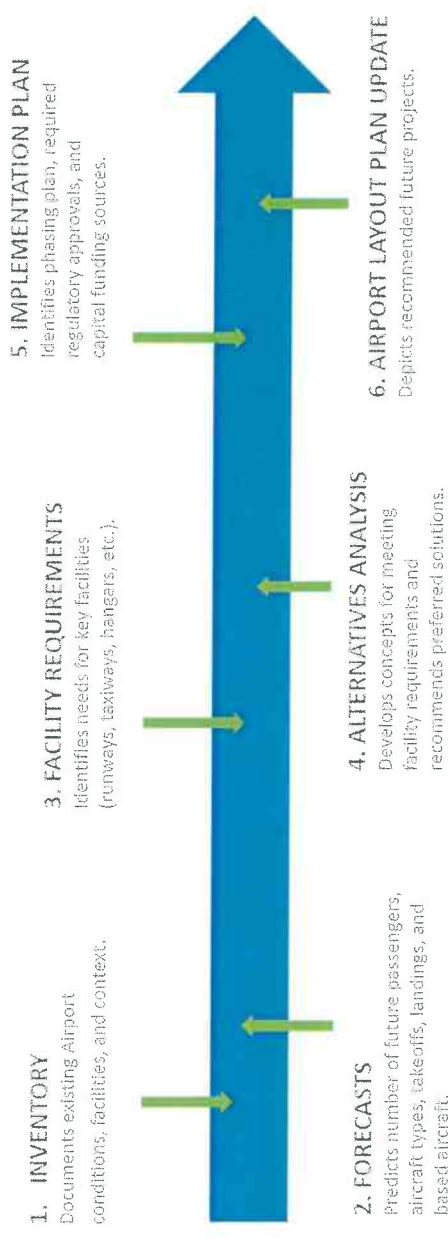 1. INVENTORY
Documents existing Airport
conditions, facilities, and context.
2. FORECASTS
Predicts number of future passengers,
aircraft types, takeoffs, landings, and
based aircraft.
3. FACILITY REQUIREMENTS
Identifies needs for key facilities
(runways, taxiways, hangars, etc.).
4. ALTERNATIVES ANALYSIS
Develops concepts for meeting
facility requirements and
recommends preferred solutions.
5. IMPLEMENTATION PLAN
Identifies phasing plan, required
regulatory approvals, and
capital funding sources.
6. AIRPORT LAYOUT PLAN UPDATE
Depicts recommended future projects.